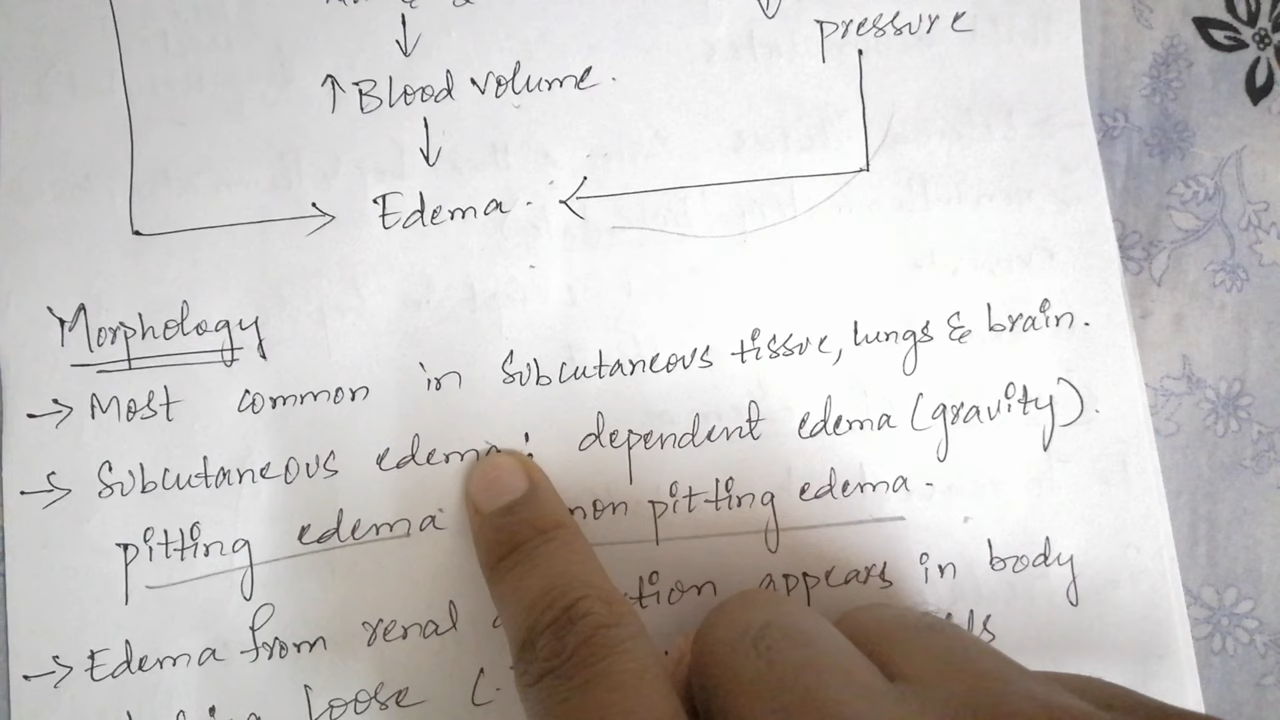 pressure
↑ Blood volume.
Edema.
Morphology
→ Most common in subcutaneous tissue, lungs & brain.
→ Subcutaneous edema: dependent edema (gravity).
pitting edema non pitting edema.
→ Edema from renal appears in body
loose